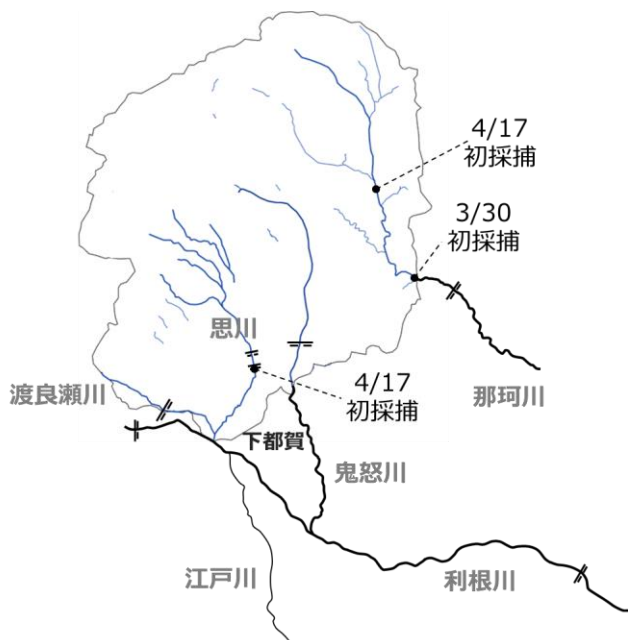 4/17
初採捕
3/30
初採捕
思川
4/17
初採捕
渡良瀬川
那珂川
下都賀
鬼怒川
江戸川
利根川